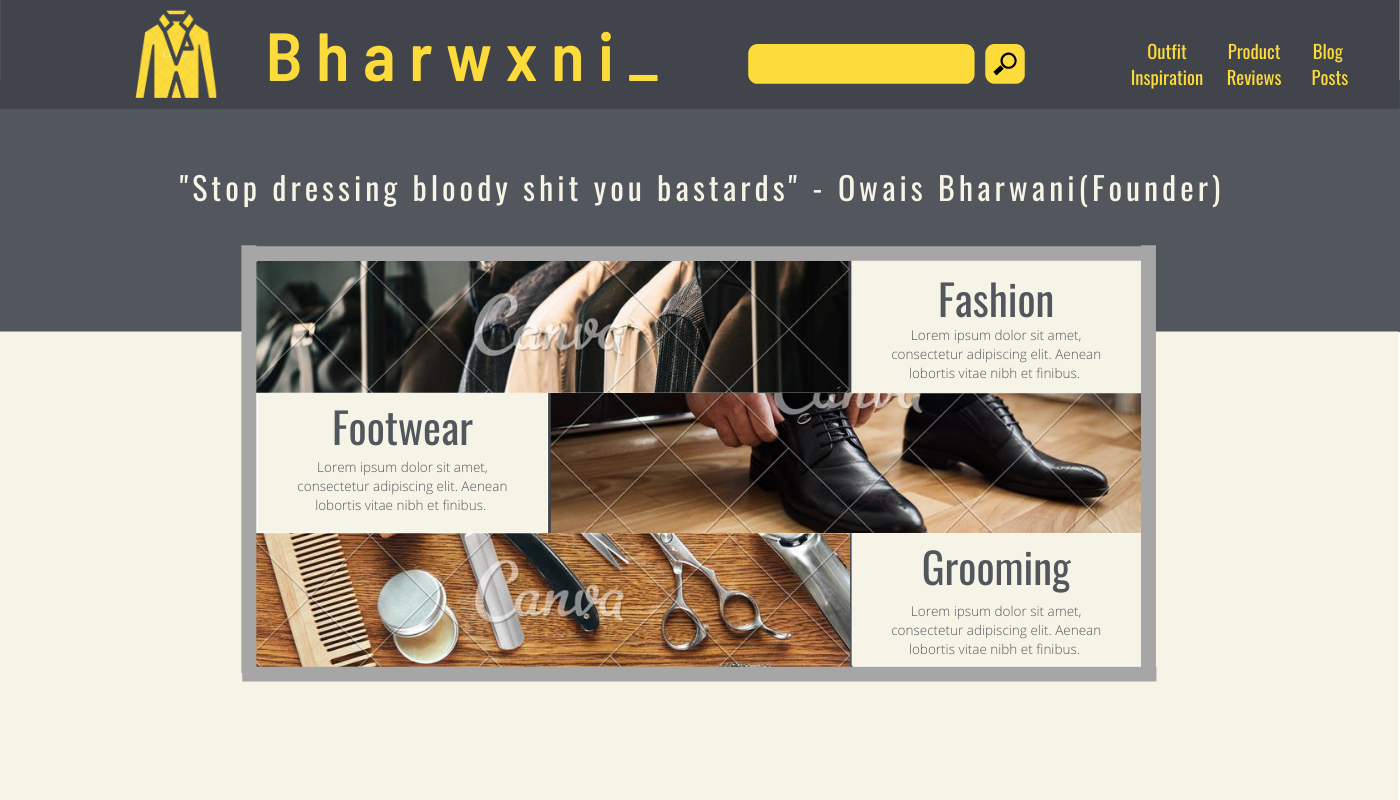 Bharwxni_
Outfit
Inspiration
Product
Reviews
Blog
Posts
"Stop dressing bloody shit you bastards" - Owais Bharwani(Founder)
Canva
Fashion
Lorem ipsum dolor sit amet,
consectetur adipiscing elit. Aenean
lobortis vitae nibh et finibus.
Footwear
Lorem ipsum dolor sit amet,
consectetur adipiscing elit. Aenean
lobortis vitae nibh et finibus.
Canva
Canva
Grooming
Lorem ipsum dolor sit amet,
consectetur adipiscing elit. Aenean
lobortis vitae nibh et finibus.